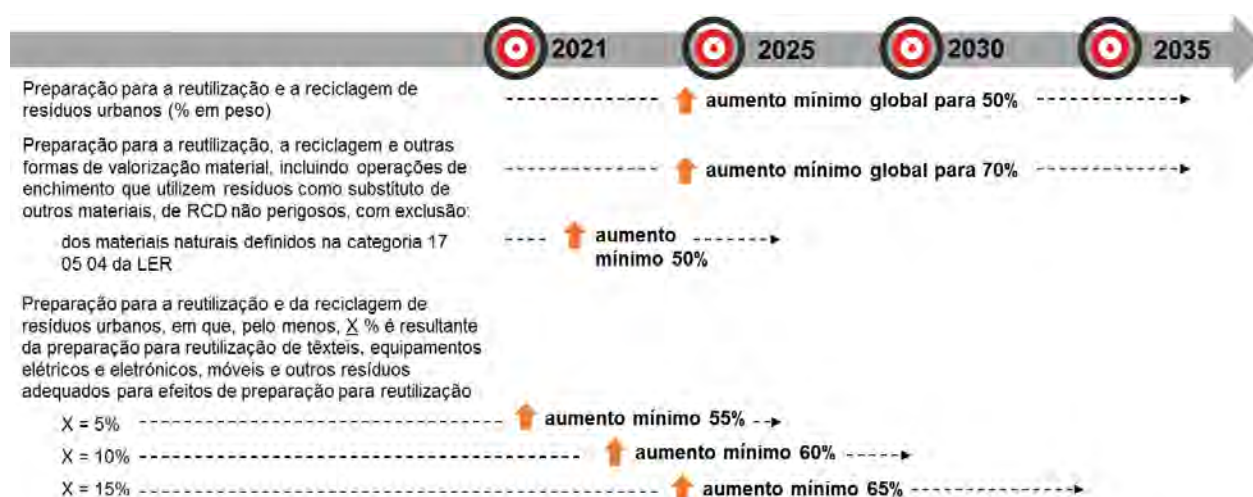 2021 2025 2030 2035
Preparação para a reutilização e a reciclagem de
resíduos urbanos (% em peso)
aumento mínimo global para 50%
Preparação para a reutilização, a reciclagem e outras
formas de valorização material, incluindo operações de
enchimento que utilizem resíduos como substituto de
outros materiais, de RCD não perigosos, com exclusão:
aumento mínimo global para 70%
dos materiais naturais definidos na categoria 17
05 04 da LER
aumento
mínimo 50%
Preparação para a reutilização e da reciclagem de
resíduos urbanos, em que, pelo menos, X % é resultante
da preparação para reutilização de têxteis, equipamentos
elétricos e eletrónicos, móveis e outros resíduos
adequados para efeitos de preparação para reutilização
X = 5% aumento mínimo 55%
X = 10% aumento mínimo 60%
X = 15% aumento mínimo 65%